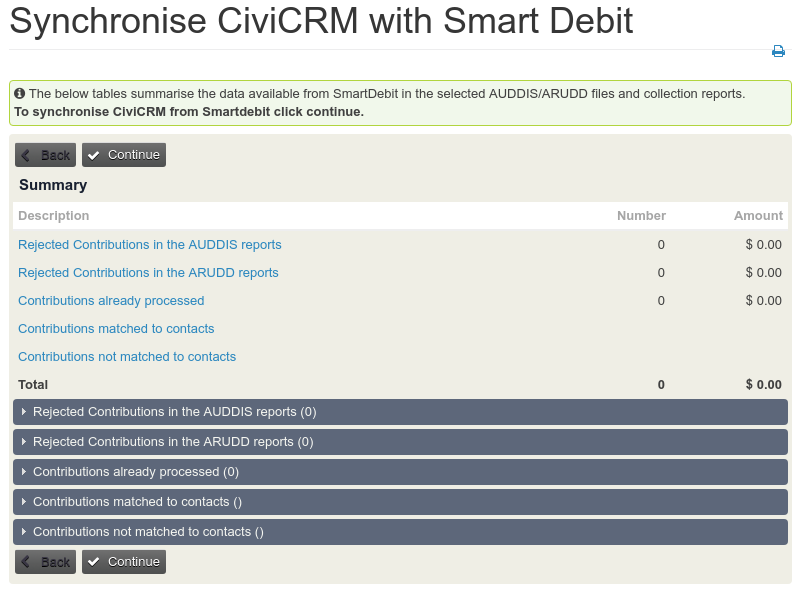 Synchronise CiviCRM with Smart Debit
The below tables summarise the data available from SmartDebit in the selected AUDDIS/ARUDD files and collection reports.
To synchronise CiviCRM from Smartdebit click continue.
Back Continue
Summary
Description Number Amount
Rejected Contributions in the AUDDIS reports 0 $ 0.00
Rejected Contributions in the ARUDD reports 0 $ 0.00
Contributions already processed 0 $ 0.00
Contributions matched to contacts
Contributions not matched to contacts
Total 0 $ 0.00
Rejected Contributions in the AUDDIS reports (0)
Rejected Contributions in the ARUDD reports (0)
Contributions already processed (0)
Contributions matched to contacts ()
Contributions not matched to contacts ()
Back Continue